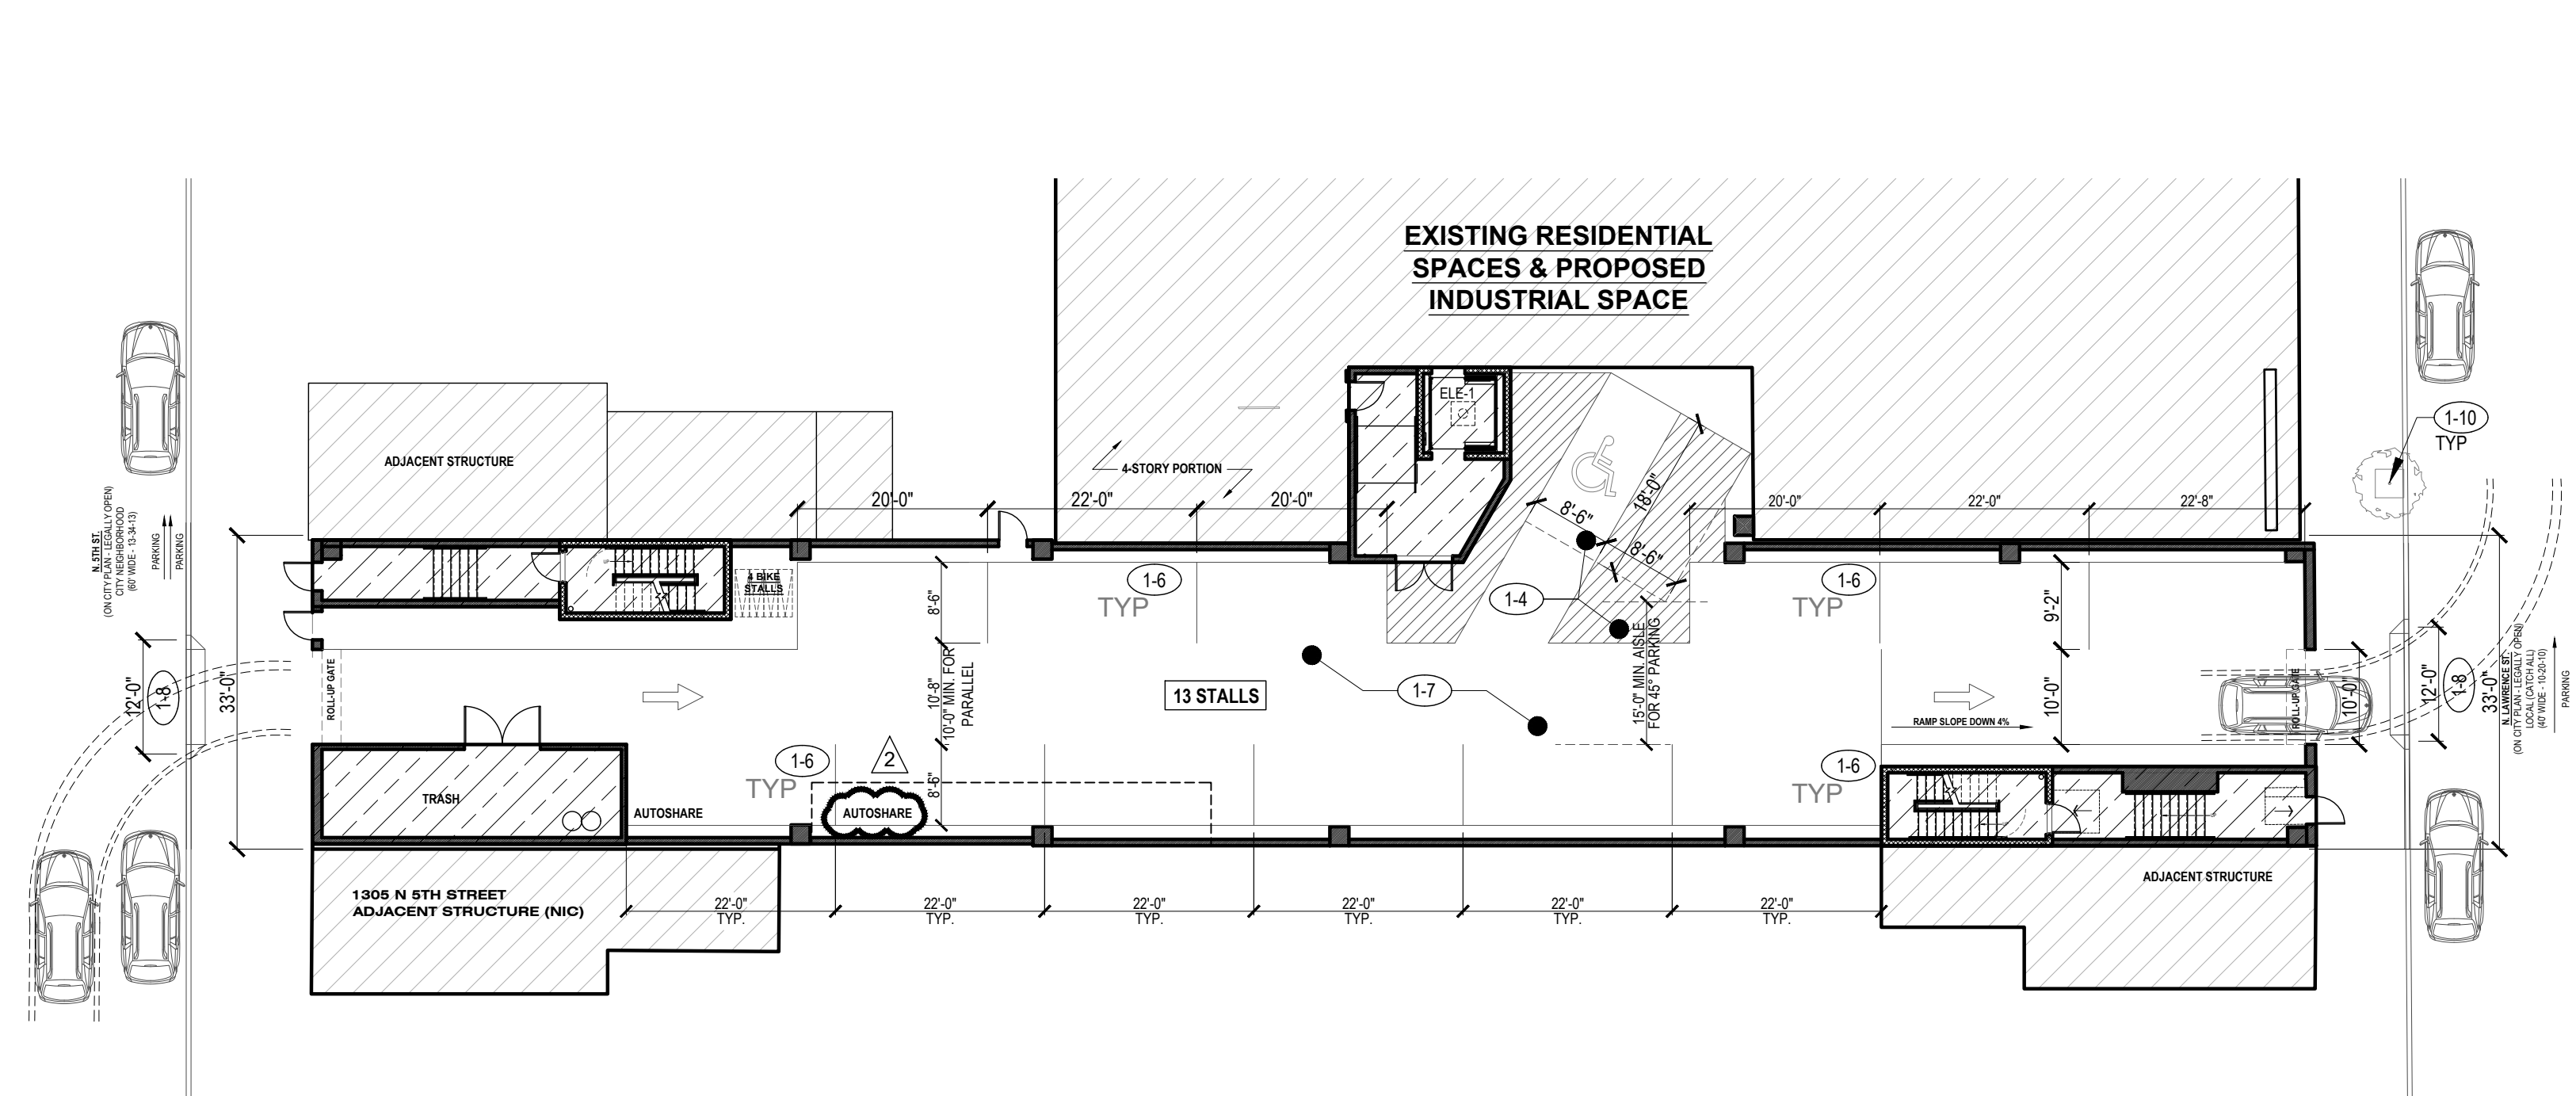 EXISTING RESIDENTIAL
SPACES & PROPOSED
INDUSTRIAL SPACE
ELE-1
1-10
TYP
ADJACENT STRUCTURE
4-STORY PORTION
20'-0"
22'-0"
20'-0"
8'-6"
18'-0"
8'-6"
20'-0"
22'-0"
22'-8"
N. 5TH ST.
(ON CITY PLAN - LEGALLY OPEN)
CITY NEIGHBORHOOD
(60' WIDE - 13-34-13)
PARKING
PARKING
4 BIKE
STALLS
1-6
TYP
1-4
1-6
TYP
8'-6"
9'-2"
12'-0"
1-8
33'-0"
ROLL-UP GATE
10'-8"
10'-0" MIN. FOR
PARALLEL
13 STALLS
1-7
15'-0" MIN. AISLE
FOR 45° PARKING
RAMP SLOPE DOWN 4%
10'-0"
ROLL-UP GATE
10'-0"
12'-0"
1-8
33'-0"
N. LAWRENCE ST.
(ON CITY PLAN - LEGALLY OPEN)
LOCAL (CATCH ALL)
(40' WIDE - 10-20-10)
PARKING
TRASH
AUTOSHARE
1-6
TYP
2
AUTOSHARE
8'-6"
1-6
TYP
1305 N 5TH STREET
ADJACENT STRUCTURE (NIC)
22'-0"
TYP.
22'-0"
TYP.
22'-0"
TYP.
22'-0"
TYP.
22'-0"
TYP.
22'-0"
TYP.
ADJACENT STRUCTURE